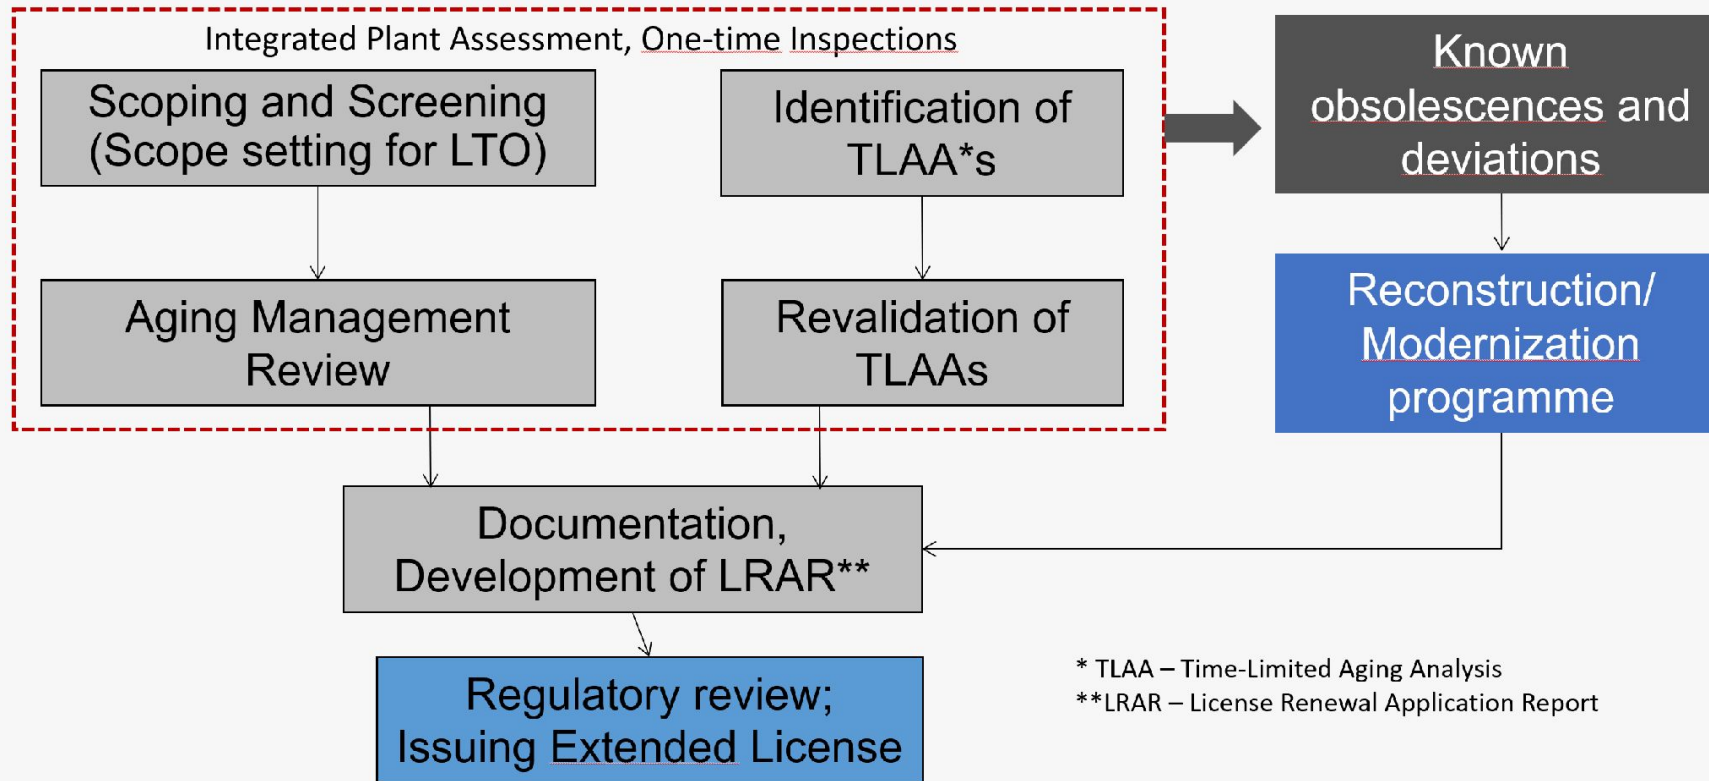 Integrated Plant Assessment, One-time Inspections
Scoping and Screening
(Scope setting for LTO)
Identification of
TLAA*s
Known
obsolescences and
deviations
Aging Management
Review
Revalidation of
TLAAs
Reconstruction/
Modernization
programme
Documentation,
Development of LRAR**
Regulatory review;
Issuing Extended License
* TLAA – Time-Limited Aging Analysis
**LRAR – License Renewal Application Report